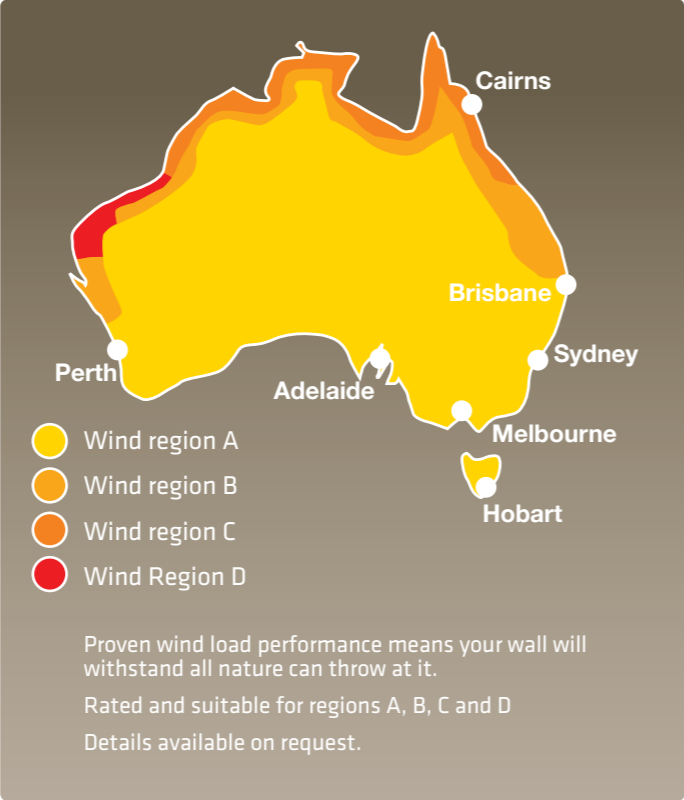 Cairns
Brisbane
Sydney
Perth
Adelaide
Melbourne
Hobart
Wind region A
Wind region B
Wind region C
Wind Region D
Proven wind load performance means your wall will
withstand all nature can throw at it.
Rated and suitable for regions A, B, C and D
Details available on request.